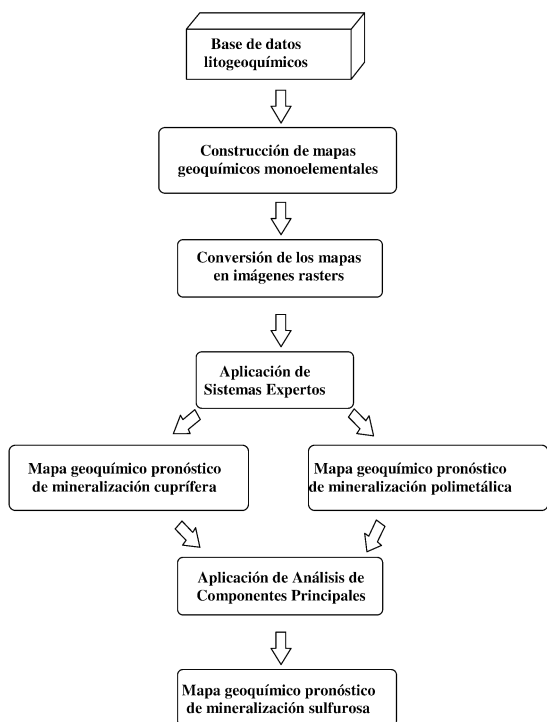 Base de datos
litogeoquímicos
Construcción de mapas
geoquímicos monoelementales
Conversión de los mapas
en imágenes rasters
Aplicación de
Sistemas Expertos
Mapa geoquímico pronóstico
de mineralización cuprífera
Mapa geoquímico pronóstico
de mineralización polimetálica
Aplicación de Análisis de
Componentes Principales
Mapa geoquímico pronóstico
de mineralización sulfurosa